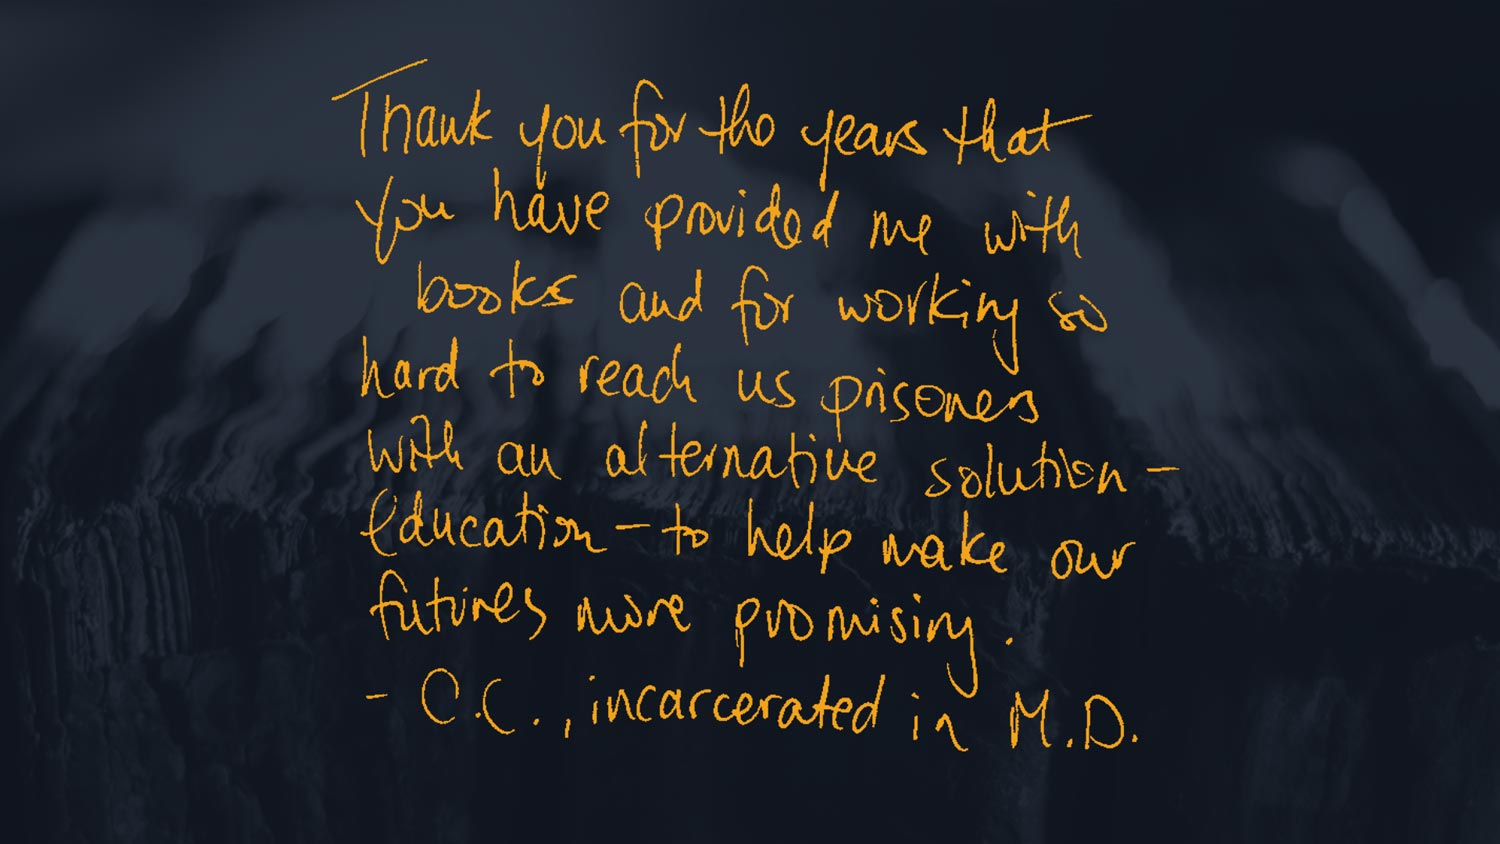 Thank you for the years that
you have provided me with
books and for working so
hard to reach us prisoners
with an alternative solution –
education – to help make our
futures more promising.
- C.C., incarcerated in M.D.